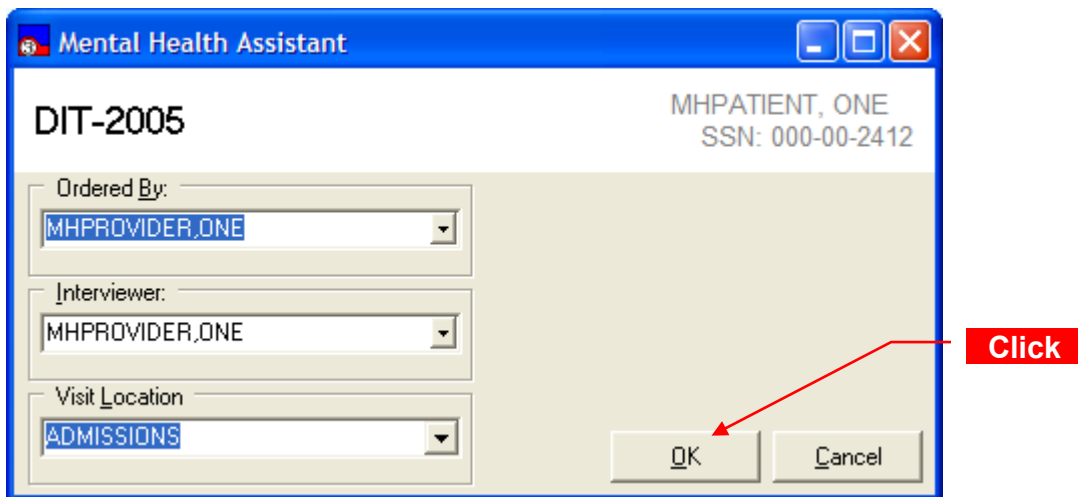 Mental Health Assistant
DIT-2005
MHPATIENT, ONE
SSN: 000-00-2412
Ordered By:
MHPROVIDER,ONE
Interviewer:
MHPROVIDER,ONE
Visit Location
ADMISSIONS
OK
Cancel
Click